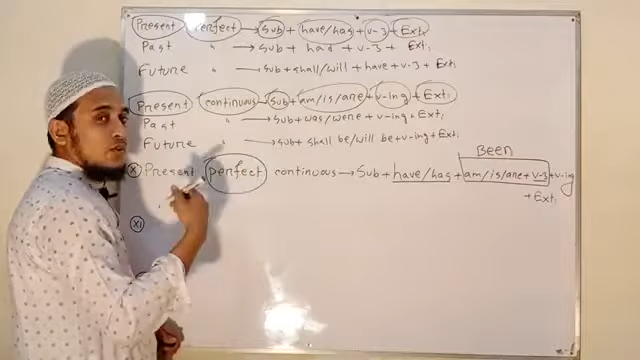 Present Perfect → Sub + have/has + v-3 + Ext:
Past " → Sub + had + v-3 + Ext:
Future " → Sub + shall/will + have + v-3 + Ext:
Present continuous → Sub + am/is/are + v-ing + Ext:
Past " → Sub + was/were + v-ing + Ext:
Future " → Sub + shall be/will be + v-ing + Ext:
Been
(X) Present perfect continuous → Sub + have/has + am/is/are + v-3 + v-ing
+ Ext:
(XI)